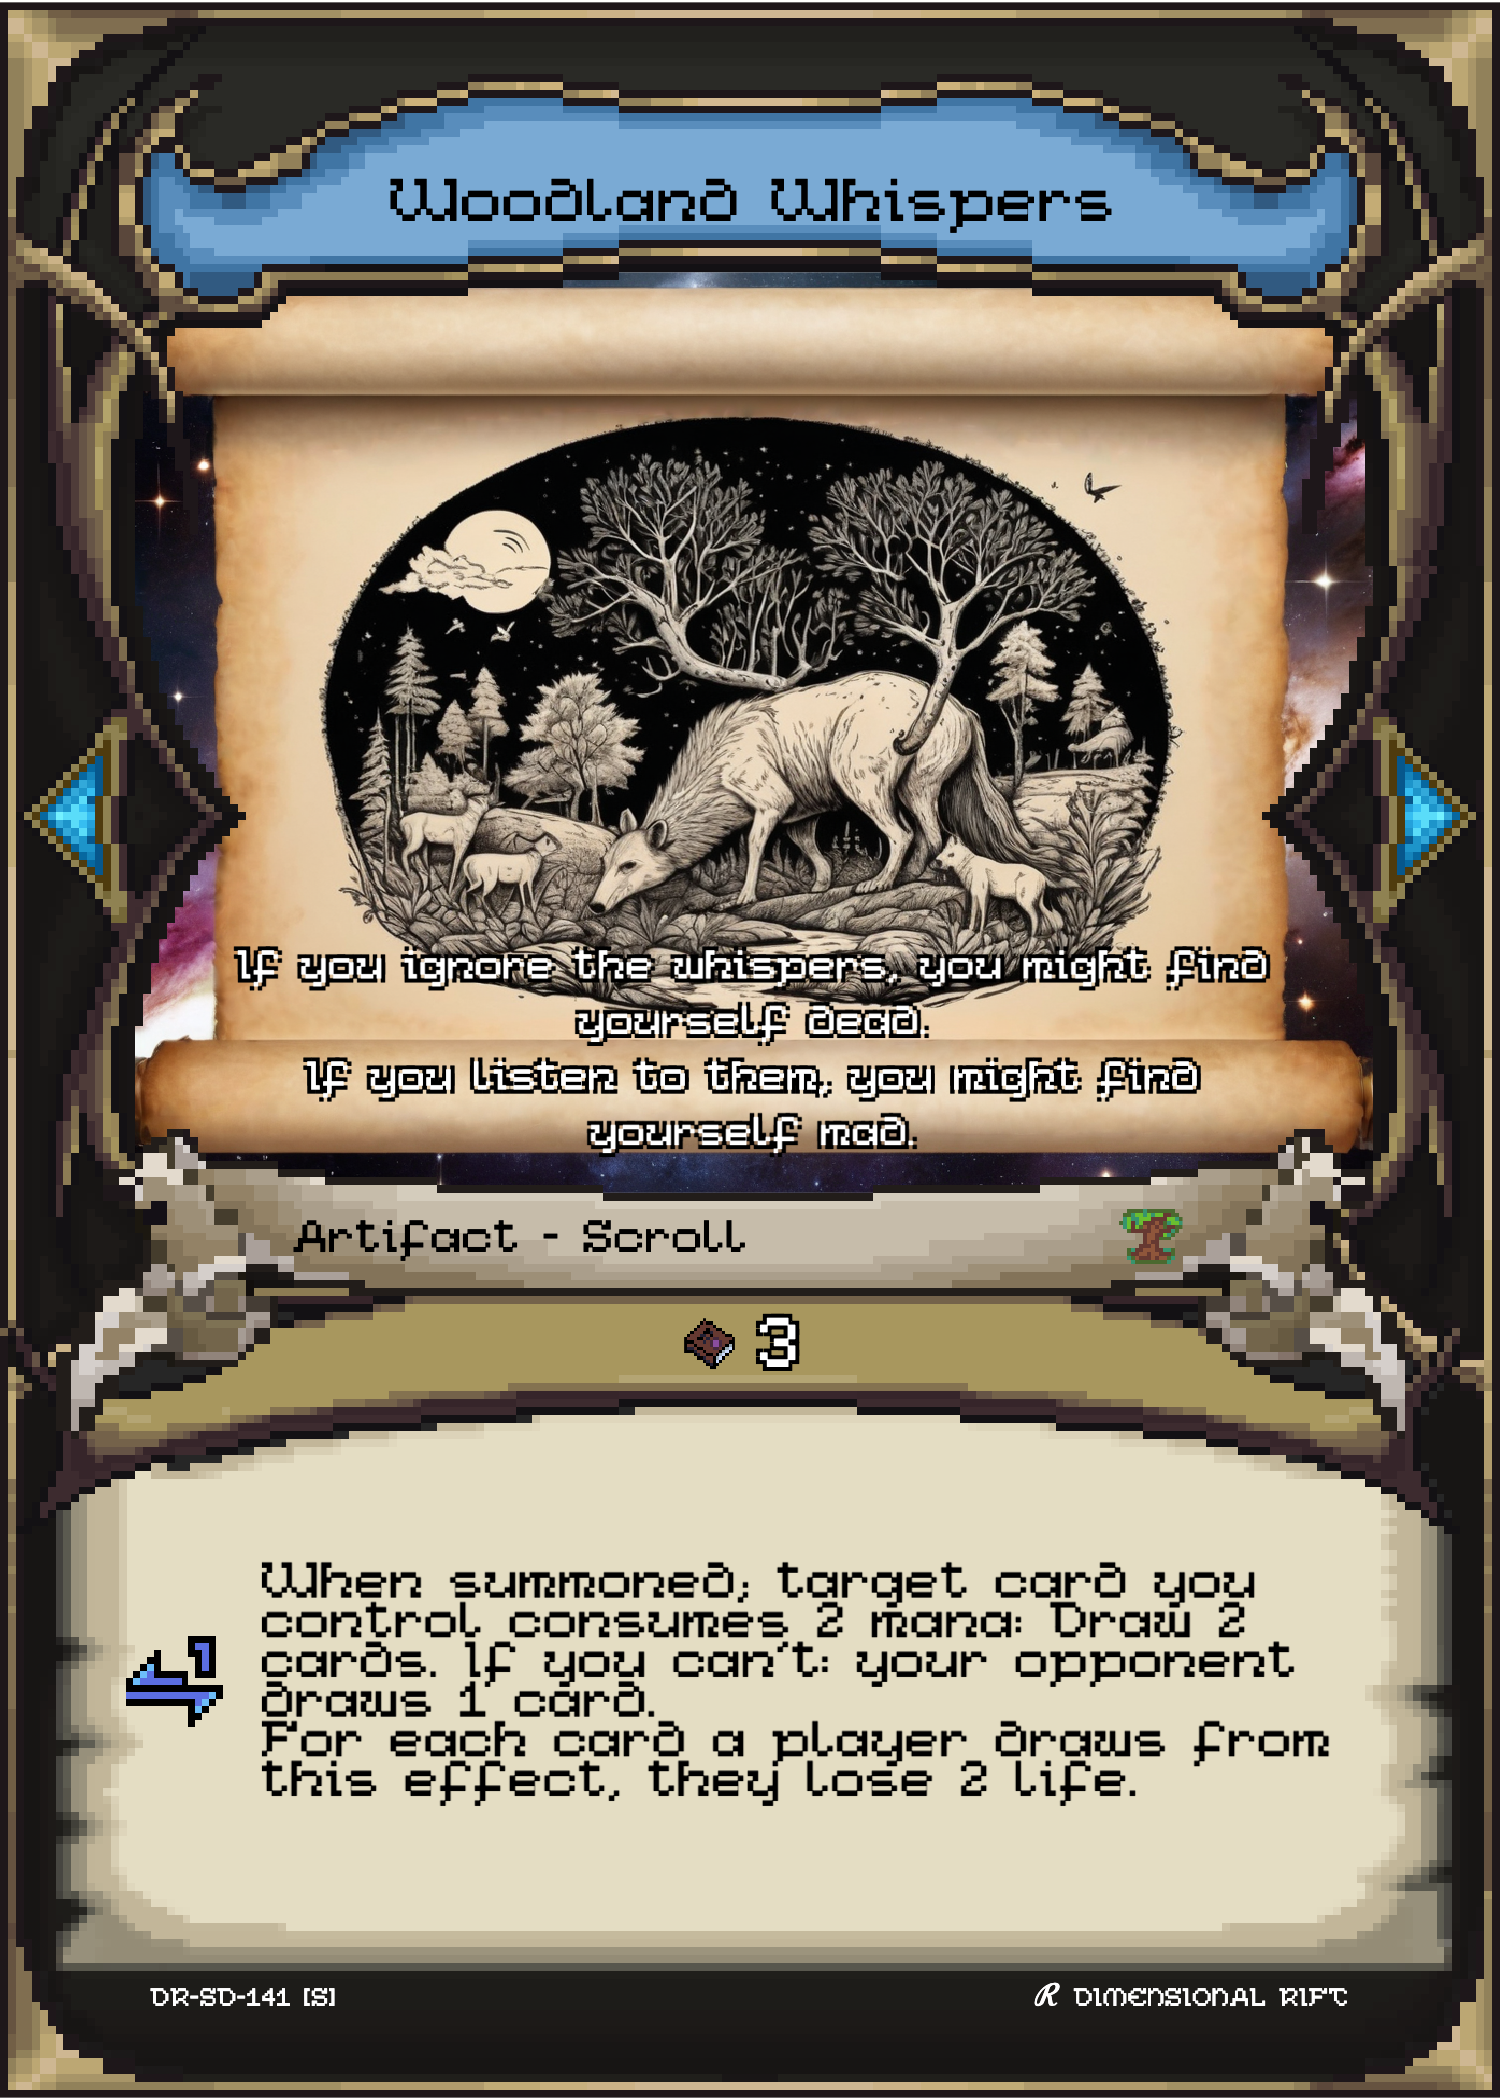 Woodland Whispers
If you ignore the whispers, you might find
yourself dead.
If you listen to them, you might find
yourself mad.
Artifact - Scroll
3
When summoned; target card you
control consumes 2 mana: Draw 2
cards. If you can't: your opponent
draws 1 card.
For each card a player draws from
this effect, they lose 2 life.
1
DR-SD-141 [S]
R DIMENSIONAL RIFT